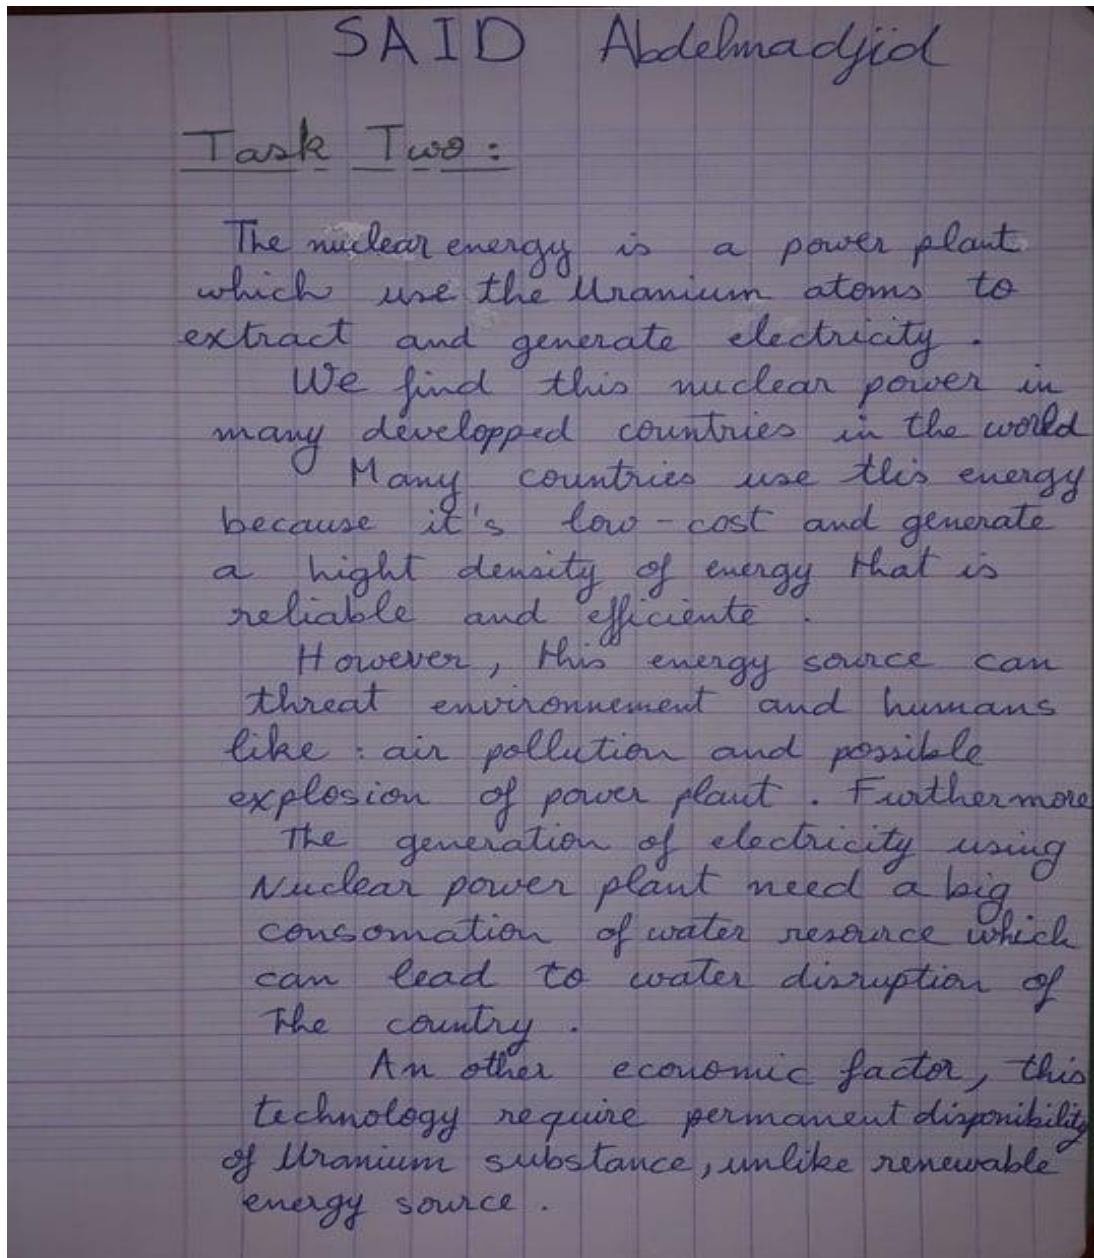 SAID Abdelmadjid
Task Two :
The nuclear energy is a power plant
which use the Uranium atoms to
extract and generate electricity .
We find this nuclear power in
many developped countries in the world
Many countries use this energy
because it's low-cost and generate
a hight density of energy that is
reliable and efficiente .
However, this energy source can
threat environnement and humans
like : air pollution and possible
explosion of power plant . Furthermore
The generation of electricity using
Nuclear power plant need a big
consomation of water resource which
can lead to water disruption of
the country .
An other economic factor, this
technology require permanent disponibility
of Uranium substance, unlike renewable
energy source .